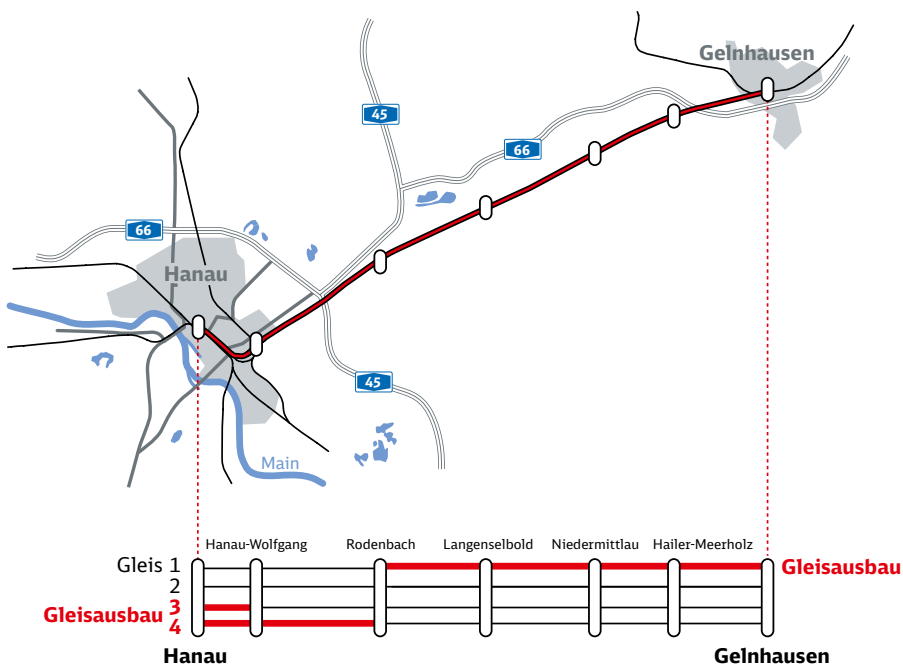 Gelnhausen
45
66
66
Hanau
45
Main
Hanau-Wolfgang
Rodenbach
Langenselbold
Niedermittlau
Hailer-Meerholz
Gleis 1
Gleisausbau
2
Gleisausbau 3
4
Hanau
Gelnhausen